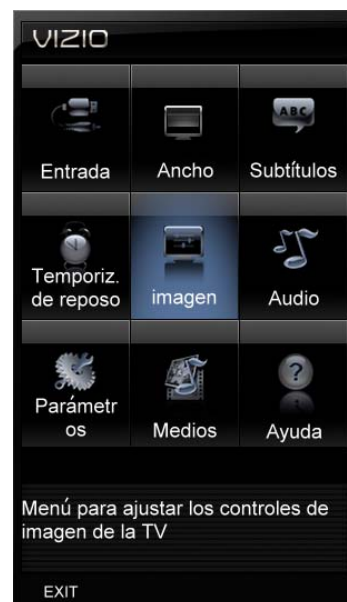 VIZIO
Entrada
Ancho
ABC
Subtítulos
Temporiz.
de reposo
imagen
Audio
Parámetr
os
Medios
?
Ayuda
Menú para ajustar los controles de
imagen de la TV
EXIT